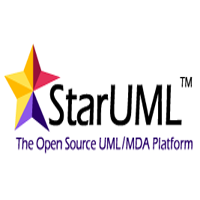 StarUML™
The Open Source UML/MDA Platform